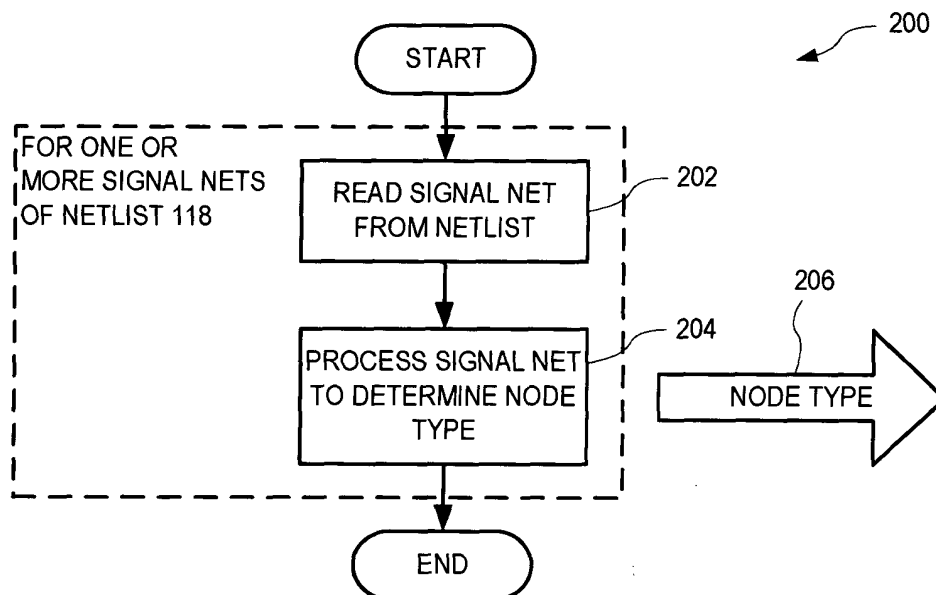 200
START
FOR ONE OR
MORE SIGNAL NETS
OF NETLIST 118
READ SIGNAL NET
FROM NETLIST
202
206
204
PROCESS SIGNAL NET
TO DETERMINE NODE
TYPE
NODE TYPE
END